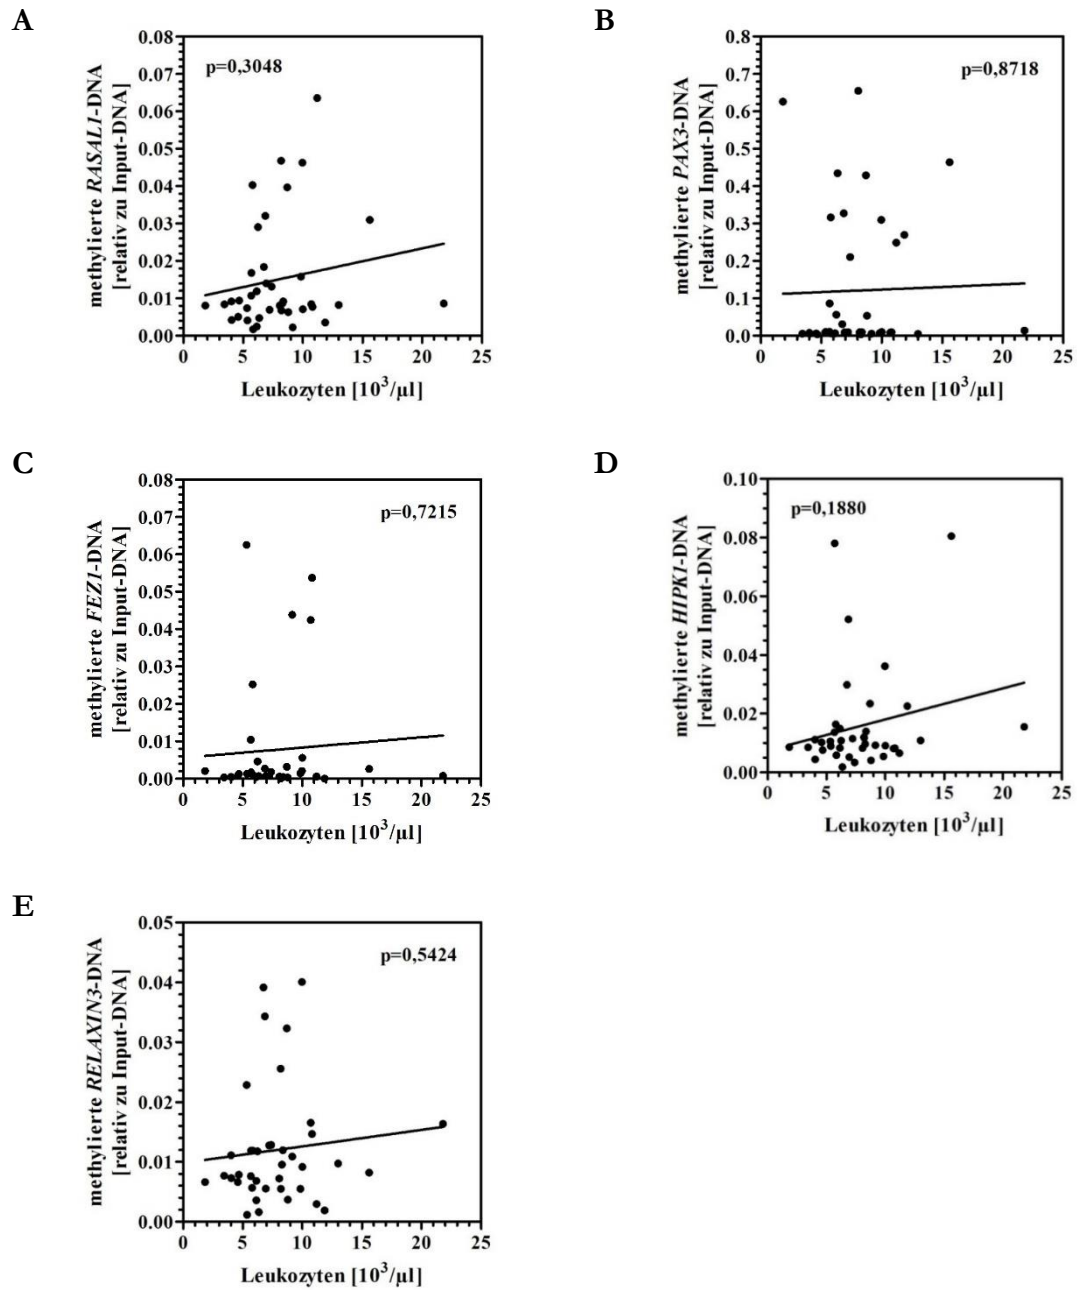 A
methylierte RASAL1-DNA
[relativ zu Input-DNA]
0.08
0.07
0.06
0.05
0.04
0.03
0.02
0.01
0.00
p=0,3048
0 5 10 15 20 25
Leukozyten [10³/µl]
B
methylierte PAX3-DNA
[relativ zu Input-DNA]
0.8
0.7
0.6
0.5
0.4
0.3
0.2
0.1
0.0
p=0,8718
0 5 10 15 20 25
Leukozyten [10³/µl]
C
methylierte FEZ1-DNA
[relativ zu Input-DNA]
0.08
0.07
0.06
0.05
0.04
0.03
0.02
0.01
0.00
p=0,7215
0 5 10 15 20 25
Leukozyten [10³/µl]
D
methylierte HIPK1-DNA
[relativ zu Input-DNA]
0.10
0.08
0.06
0.04
0.02
0.00
p=0,1880
0 5 10 15 20 25
Leukozyten [10³/µl]
E
methylierte RELAXIN3-DNA
[relativ zu Input-DNA]
0.05
0.04
0.03
0.02
0.01
0.00
p=0,5424
0 5 10 15 20 25
Leukozyten [10³/µl]